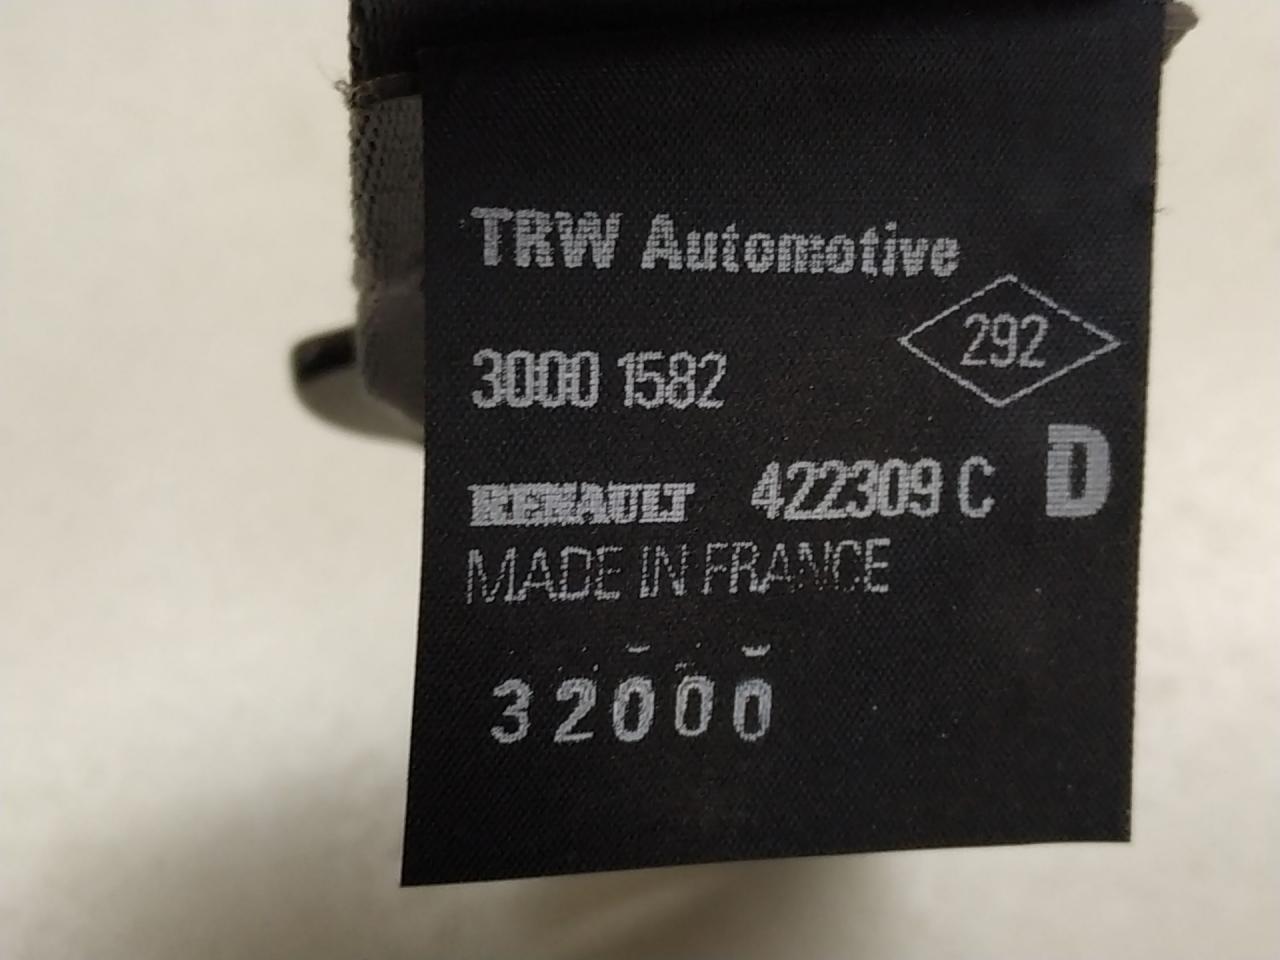 TRW Automotive
292
3000 1582
RENAULT 422309 C D
MADE IN FRANCE
32000